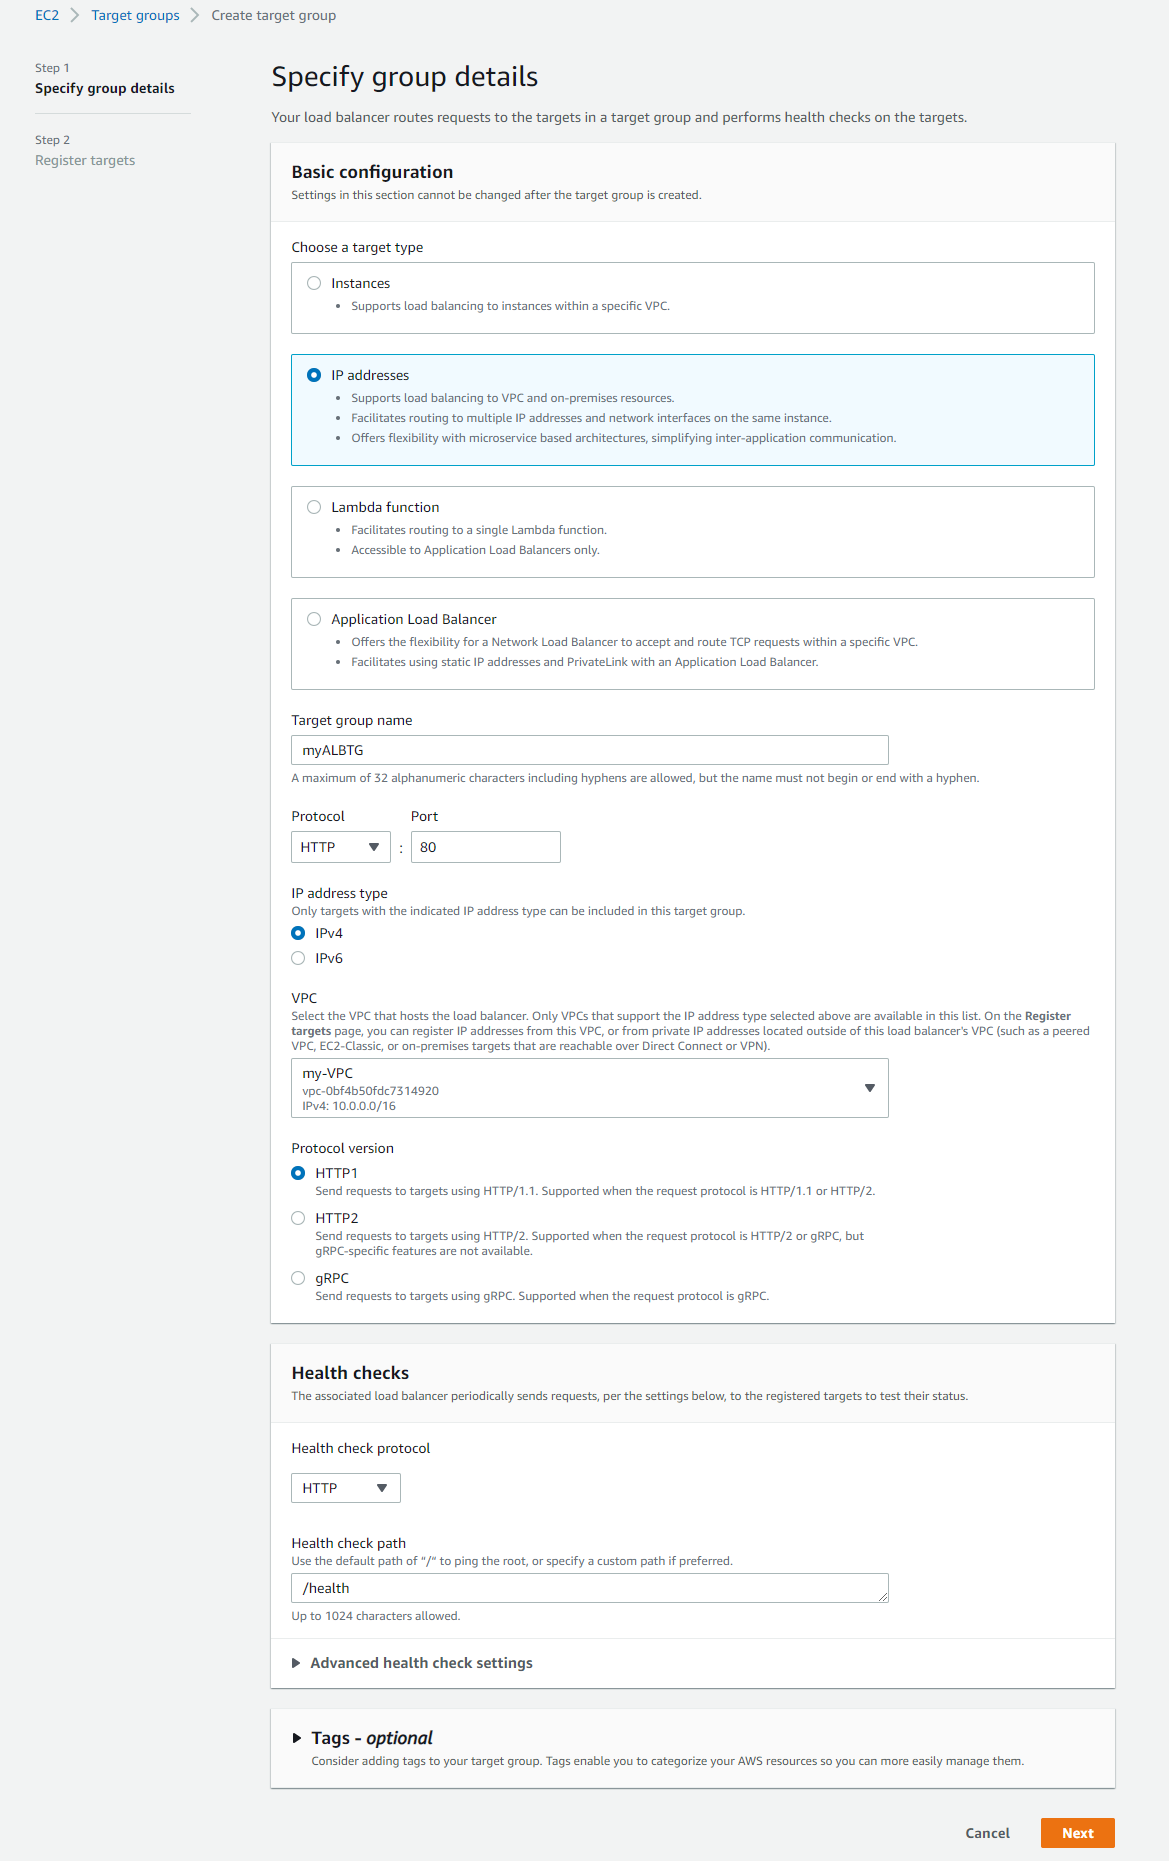 EC2 > Target groups > Create target group
Step 1
Specify group details
Step 2
Register targets
Specify group details
Your load balancer routes requests to the targets in a target group and performs health checks on the targets.
Basic configuration
Settings in this section cannot be changed after the target group is created.
Choose a target type
Instances
• Supports load balancing to instances within a specific VPC.
IP addresses
• Supports load balancing to VPC and on-premises resources.
• Facilitates routing to multiple IP addresses and network interfaces on the same instance.
• Offers flexibility with microservice based architectures, simplifying inter-application communication.
Lambda function
• Facilitates routing to a single Lambda function.
• Accessible to Application Load Balancers only.
Application Load Balancer
• Offers the flexibility for a Network Load Balancer to accept and route TCP requests within a specific VPC.
• Facilitates using static IP addresses and PrivateLink with an Application Load Balancer.
Target group name
myALBTG
A maximum of 32 alphanumeric characters including hyphens are allowed, but the name must not begin or end with a hyphen.
Protocol Port
HTTP : 80
IP address type
Only targets with the indicated IP address type can be included in this target group.
IPv4
IPv6
VPC
Select the VPC that hosts the load balancer. Only VPCs that support the IP address type selected above are available in this list. On the Register
targets page, you can register IP addresses from this VPC, or from private IP addresses located outside of this load balancer's VPC (such as a peered
VPC, EC2-Classic, or on-premises targets that are reachable over Direct Connect or VPN).
my-VPC
vpc-0bf4b50fdc7314920
IPv4: 10.0.0.0/16
Protocol version
HTTP1
Send requests to targets using HTTP/1.1. Supported when the request protocol is HTTP/1.1 or HTTP/2.
HTTP2
Send requests to targets using HTTP/2. Supported when the request protocol is HTTP/2 or gRPC, but
gRPC-specific features are not available.
gRPC
Send requests to targets using gRPC. Supported when the request protocol is gRPC.
Health checks
The associated load balancer periodically sends requests, per the settings below, to the registered targets to test their status.
Health check protocol
HTTP
Health check path
Use the default path of "/" to ping the root, or specify a custom path if preferred.
/health
Up to 1024 characters allowed.
Advanced health check settings
Tags - optional
Consider adding tags to your target group. Tags enable you to categorize your AWS resources so you can more easily manage them.
Cancel Next